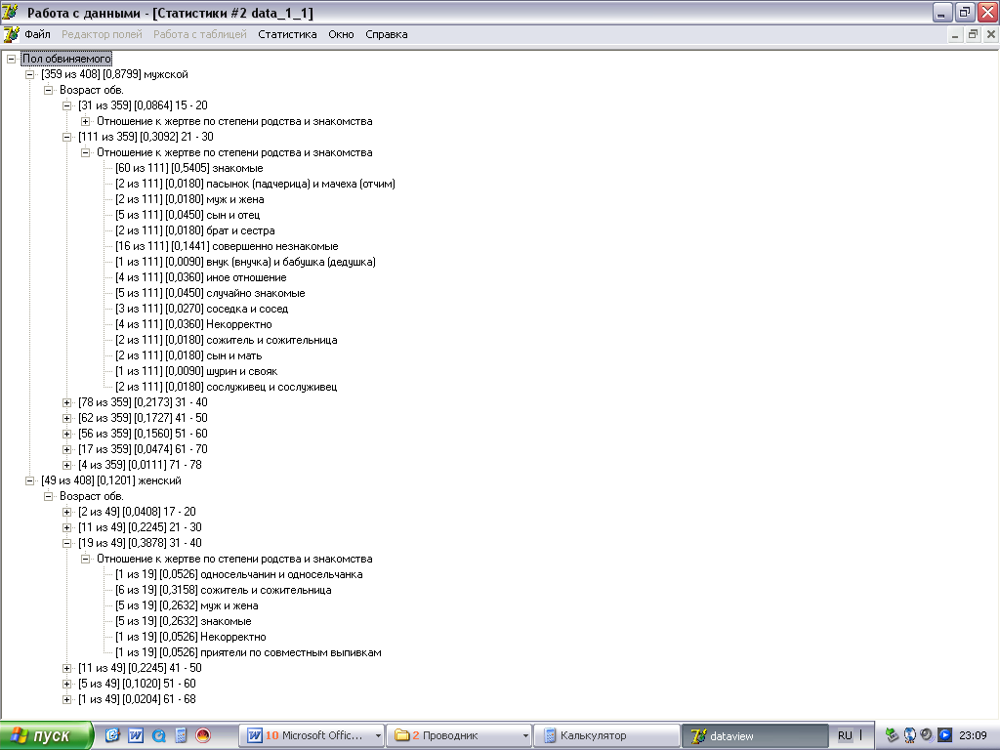 Работа с данными - [Статистики #2 data_1_1]
Файл Редактор полей Работа с таблицей Статистика Окно Справка
Пол обвиняемого
[359 из 408] [0,8799] мужской
Возраст обв.
[31 из 359] [0,0864] 15 - 20
Отношение к жертве по степени родства и знакомства
[111 из 359] [0,3092] 21 - 30
Отношение к жертве по степени родства и знакомства
[60 из 111] [0,5405] знакомые
[2 из 111] [0,0180] пасынок (падчерица) и мачеха (отчим)
[2 из 111] [0,0180] муж и жена
[5 из 111] [0,0450] сын и отец
[2 из 111] [0,0180] брат и сестра
[16 из 111] [0,1441] совершенно незнакомые
[1 из 111] [0,0090] внук (внучка) и бабушка (дедушка)
[4 из 111] [0,0360] иное отношение
[5 из 111] [0,0450] случайно знакомые
[3 из 111] [0,0270] соседка и сосед
[4 из 111] [0,0360] Некорректно
[2 из 111] [0,0180] сожитель и сожительница
[2 из 111] [0,0180] сын и мать
[1 из 111] [0,0090] шурин и свояк
[2 из 111] [0,0180] сослуживец и сослуживец
[78 из 359] [0,2173] 31 - 40
[62 из 359] [0,1727] 41 - 50
[56 из 359] [0,1560] 51 - 60
[17 из 359] [0,0474] 61 - 70
[4 из 359] [0,0111] 71 - 78
[49 из 408] [0,1201] женский
Возраст обв.
[2 из 49] [0,0408] 17 - 20
[11 из 49] [0,2245] 21 - 30
[19 из 49] [0,3878] 31 - 40
Отношение к жертве по степени родства и знакомства
[1 из 19] [0,0526] односельчанин и односельчанка
[6 из 19] [0,3158] сожитель и сожительница
[5 из 19] [0,2632] муж и жена
[5 из 19] [0,2632] знакомые
[1 из 19] [0,0526] Некорректно
[1 из 19] [0,0526] приятели по совместным выпивкам
[11 из 49] [0,2245] 41 - 50
[5 из 49] [0,1020] 51 - 60
[1 из 49] [0,0204] 61 - 68
пуск 10 Microsoft Offic... 2 Проводник Калькулятор dataview RU 23:09